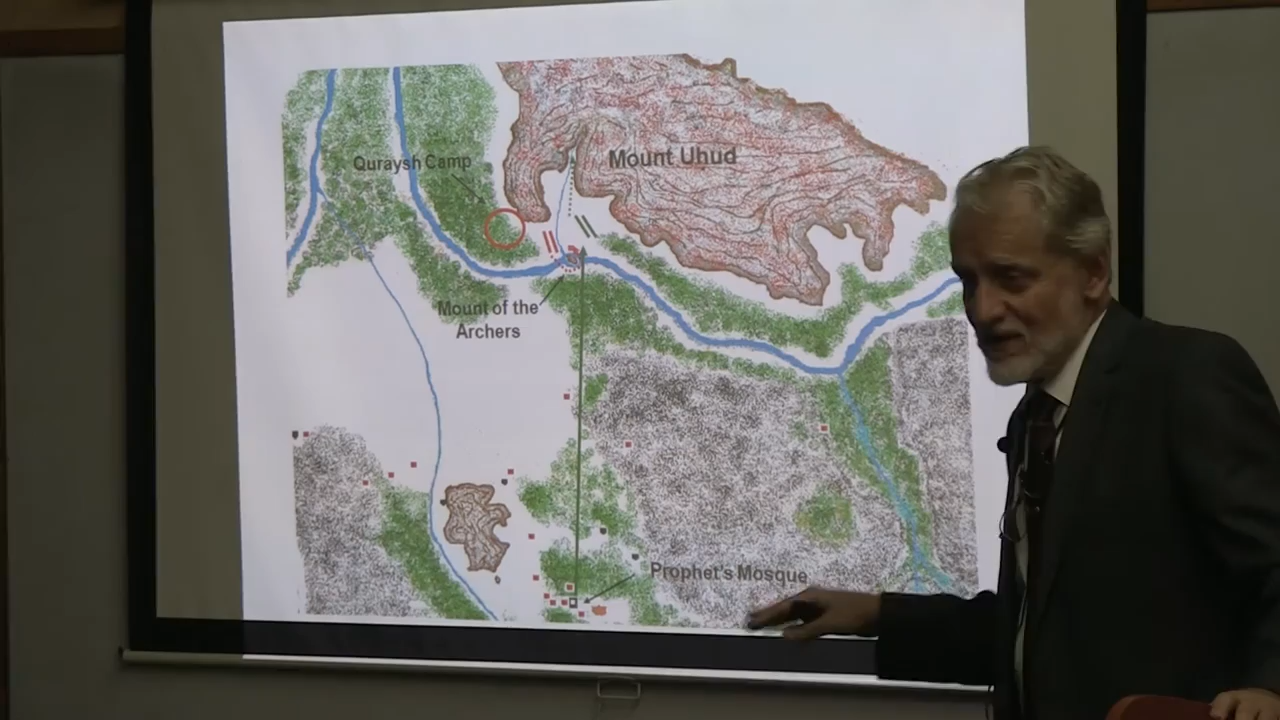 Quraysh Camp
Mount Uhud
Mount of the
Archers
Prophet's Mosque